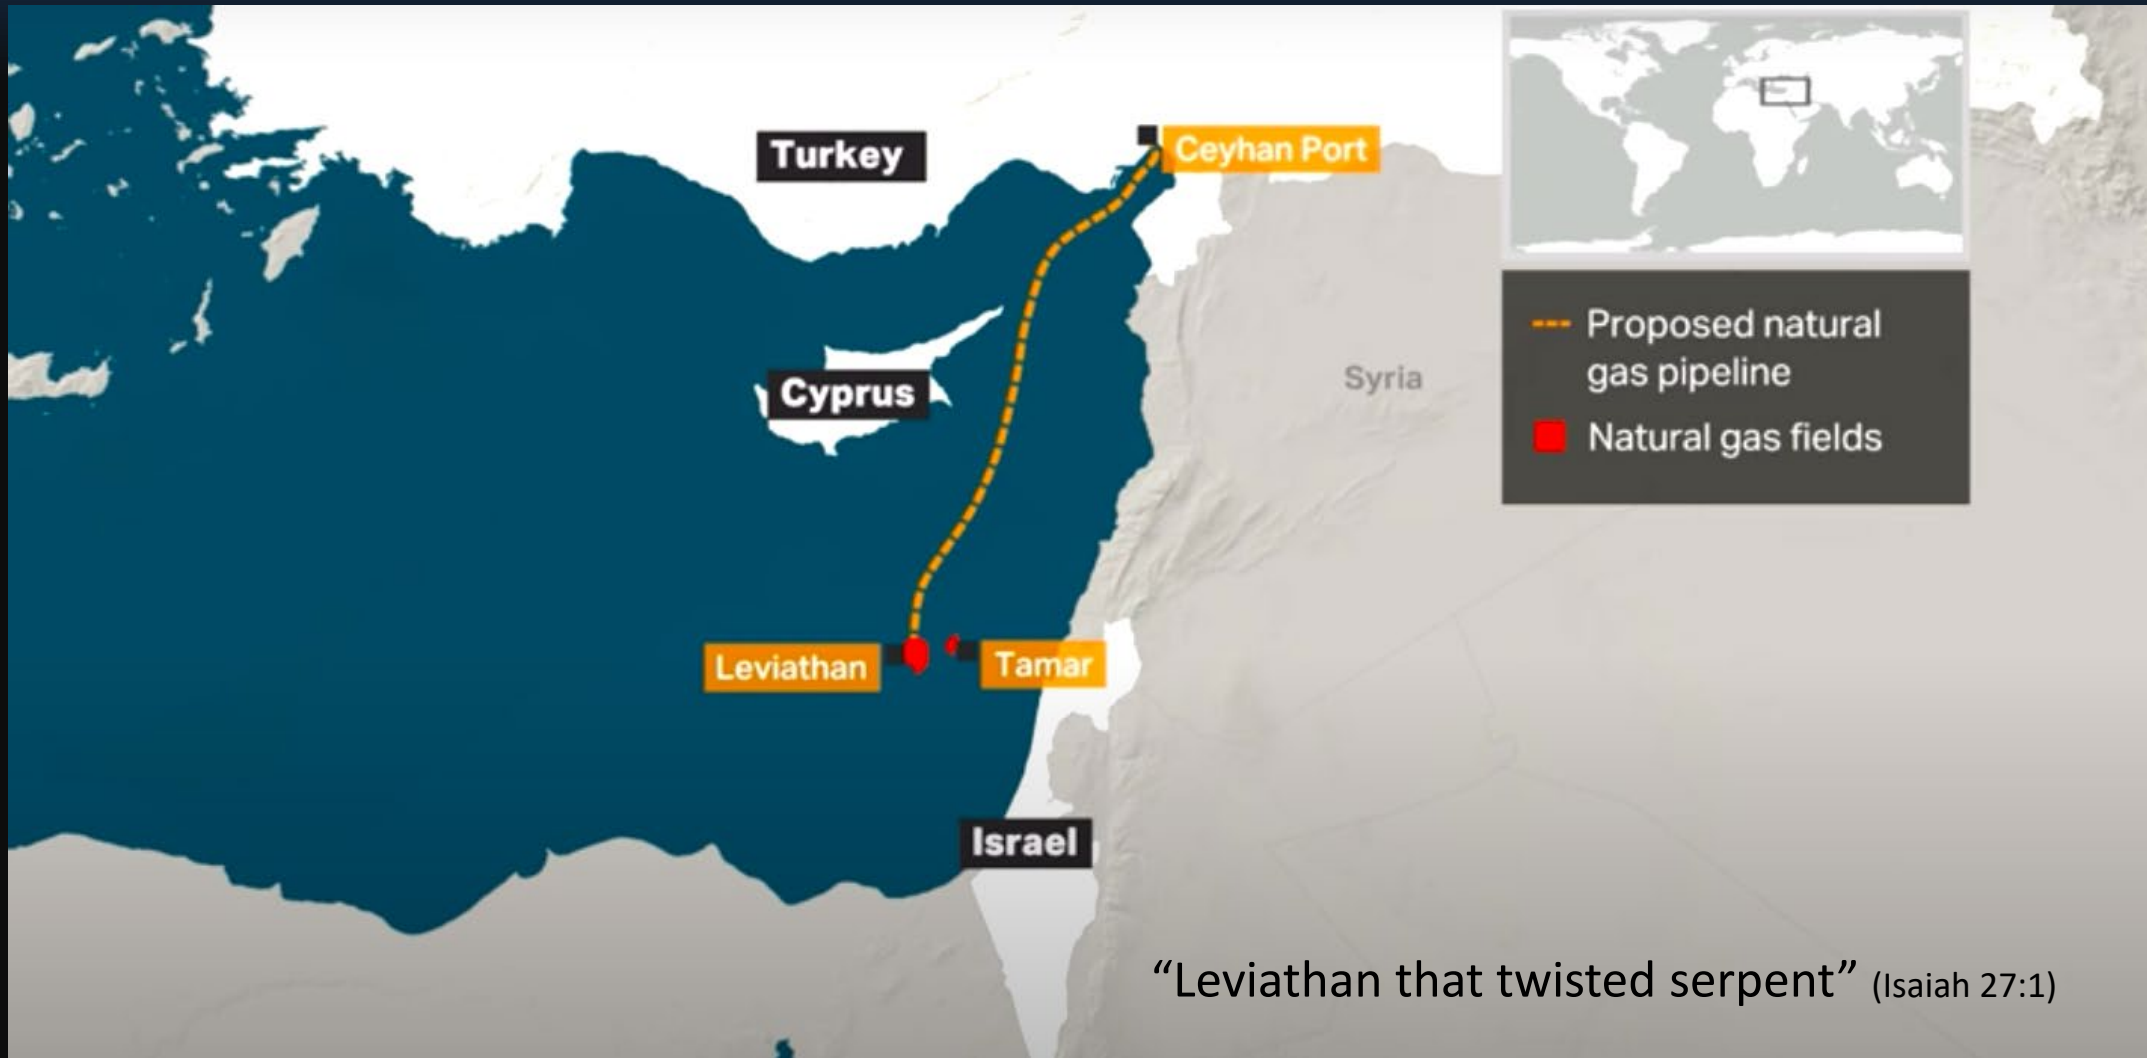 Turkey
Ceyhan Port
Cyprus
Syria
Proposed natural
gas pipeline
Natural gas fields
Leviathan
Tamar
Israel
“Leviathan that twisted serpent” (Isaiah 27:1)